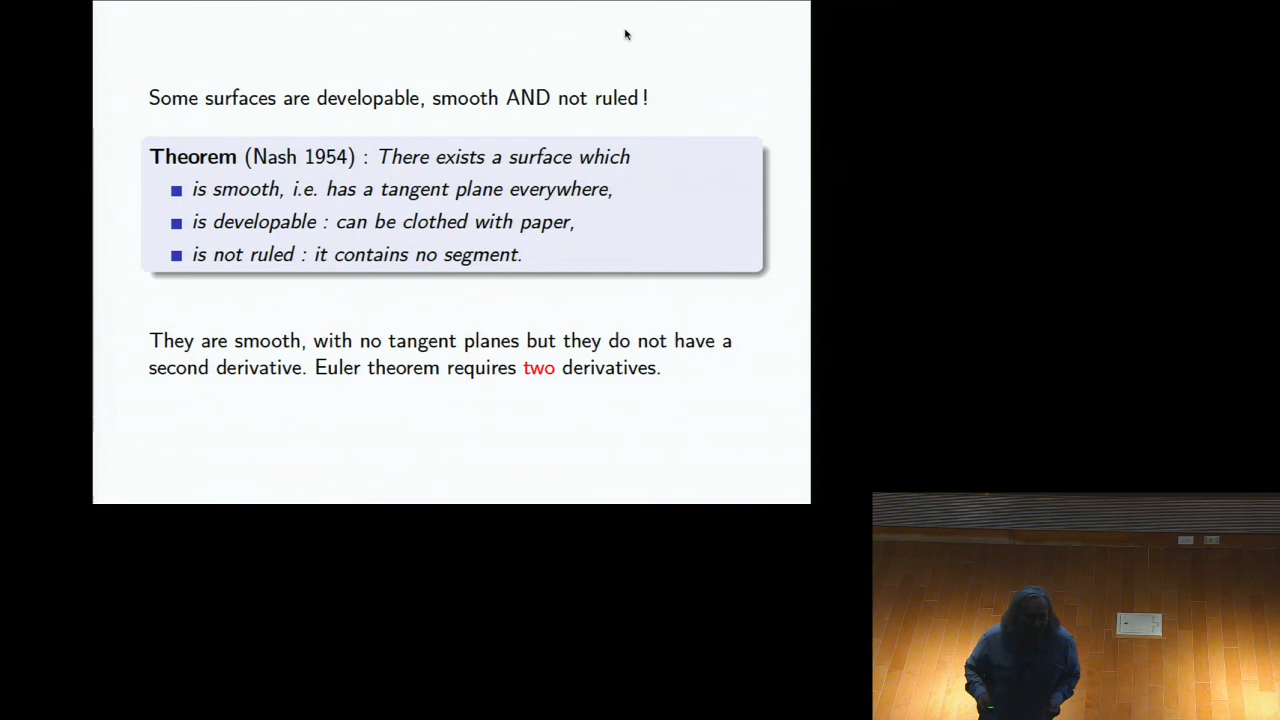 Some surfaces are developable, smooth AND not ruled !
Theorem (Nash 1954) : There exists a surface which
is smooth, i.e. has a tangent plane everywhere,
is developable : can be clothed with paper,
is not ruled : it contains no segment.
They are smooth, with no tangent planes but they do not have a
second derivative. Euler theorem requires two derivatives.